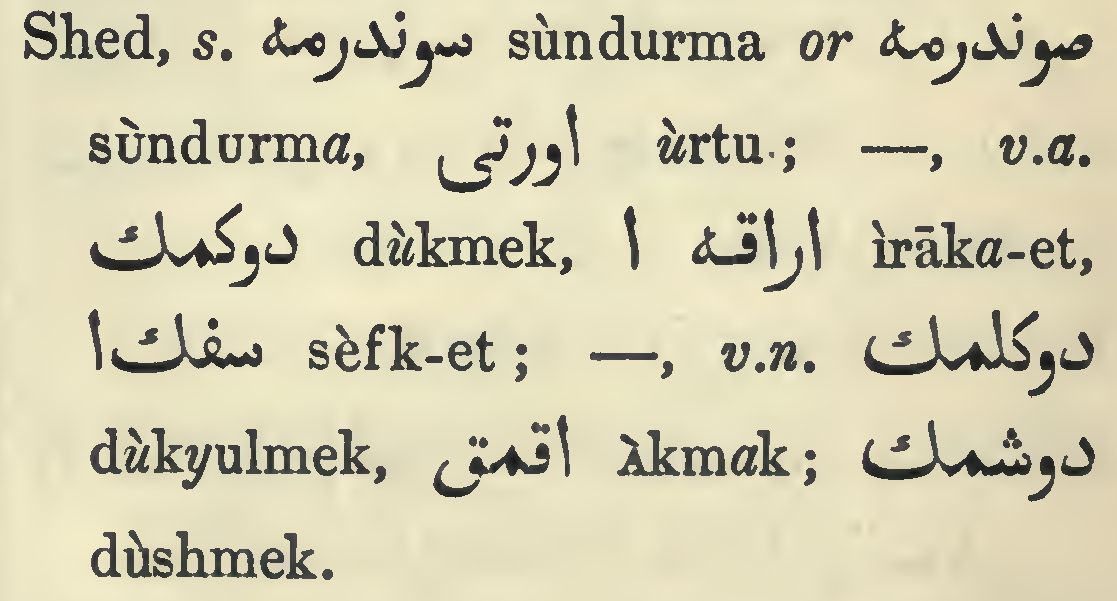 Shed, s. سوندرمه sùndurma or صوندرمه
sùndurma, اورتی ùrtu ; —, v.a.
دوكمك dùkmek, اراقه ا ìrāka-et,
سفك ا sèfk-et ; —, v.n. دوكلمك
dùkyulmek, اقمق àkmak ; دوشمك
dùshmek.